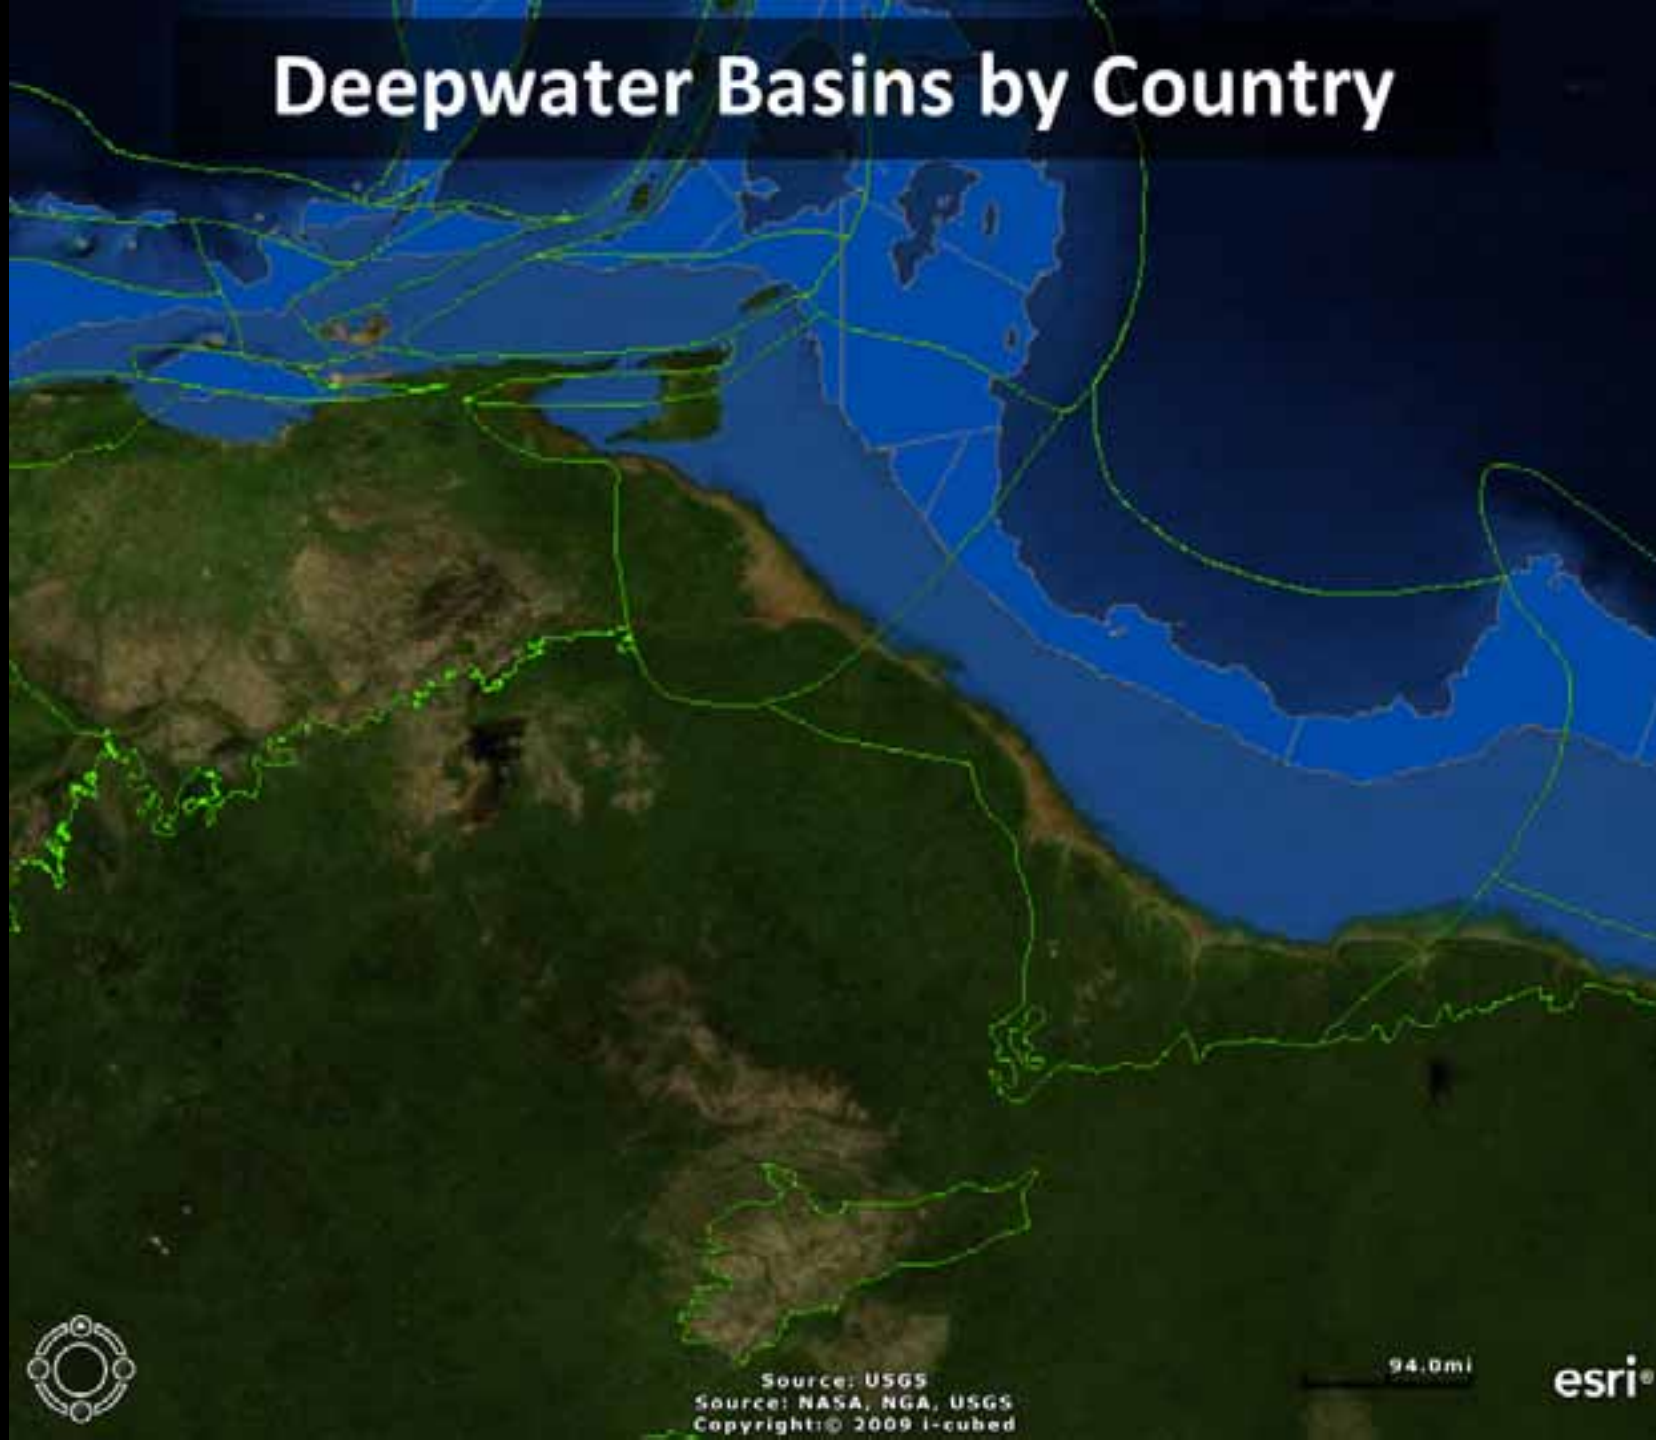 Deepwater Basins by Country
94.0mi
esri®
Source: USGS
Source: NASA, NGA, USGS
Copyright:© 2009 i-cubed